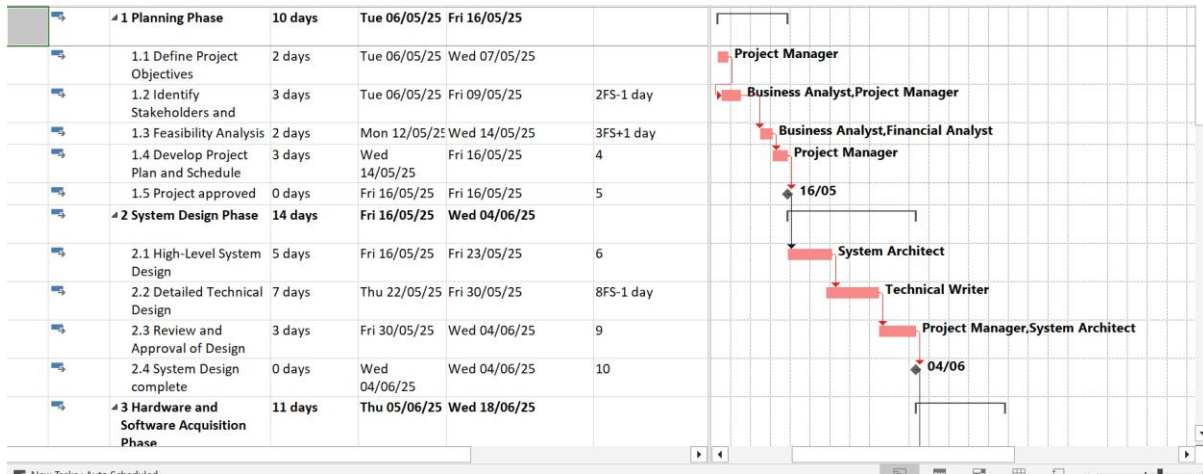 1 Planning Phase 10 days Tue 06/05/25 Fri 16/05/25
1.1 Define Project 2 days Tue 06/05/25 Wed 07/05/25 Project Manager
Objectives
1.2 Identify 3 days Tue 06/05/25 Fri 09/05/25 2FS-1 day Business Analyst,Project Manager
Stakeholders and
1.3 Feasibility Analysis 2 days Mon 12/05/25 Wed 14/05/25 3FS+1 day Business Analyst,Financial Analyst
1.4 Develop Project 3 days Wed Fri 16/05/25 4 Project Manager
Plan and Schedule 14/05/25
1.5 Project approved 0 days Fri 16/05/25 Fri 16/05/25 5 16/05
2 System Design Phase 14 days Fri 16/05/25 Wed 04/06/25
2.1 High-Level System 5 days Fri 16/05/25 Fri 23/05/25 6 System Architect
Design
2.2 Detailed Technical 7 days Thu 22/05/25 Fri 30/05/25 8FS-1 day Technical Writer
Design
2.3 Review and 3 days Fri 30/05/25 Wed 04/06/25 9 Project Manager,System Architect
Approval of Design
2.4 System Design 0 days Wed Wed 04/06/25 10 04/06
complete 04/06/25
3 Hardware and 11 days Thu 05/06/25 Wed 18/06/25
Software Acquisition
Phase
New Tasks : Auto Scheduled